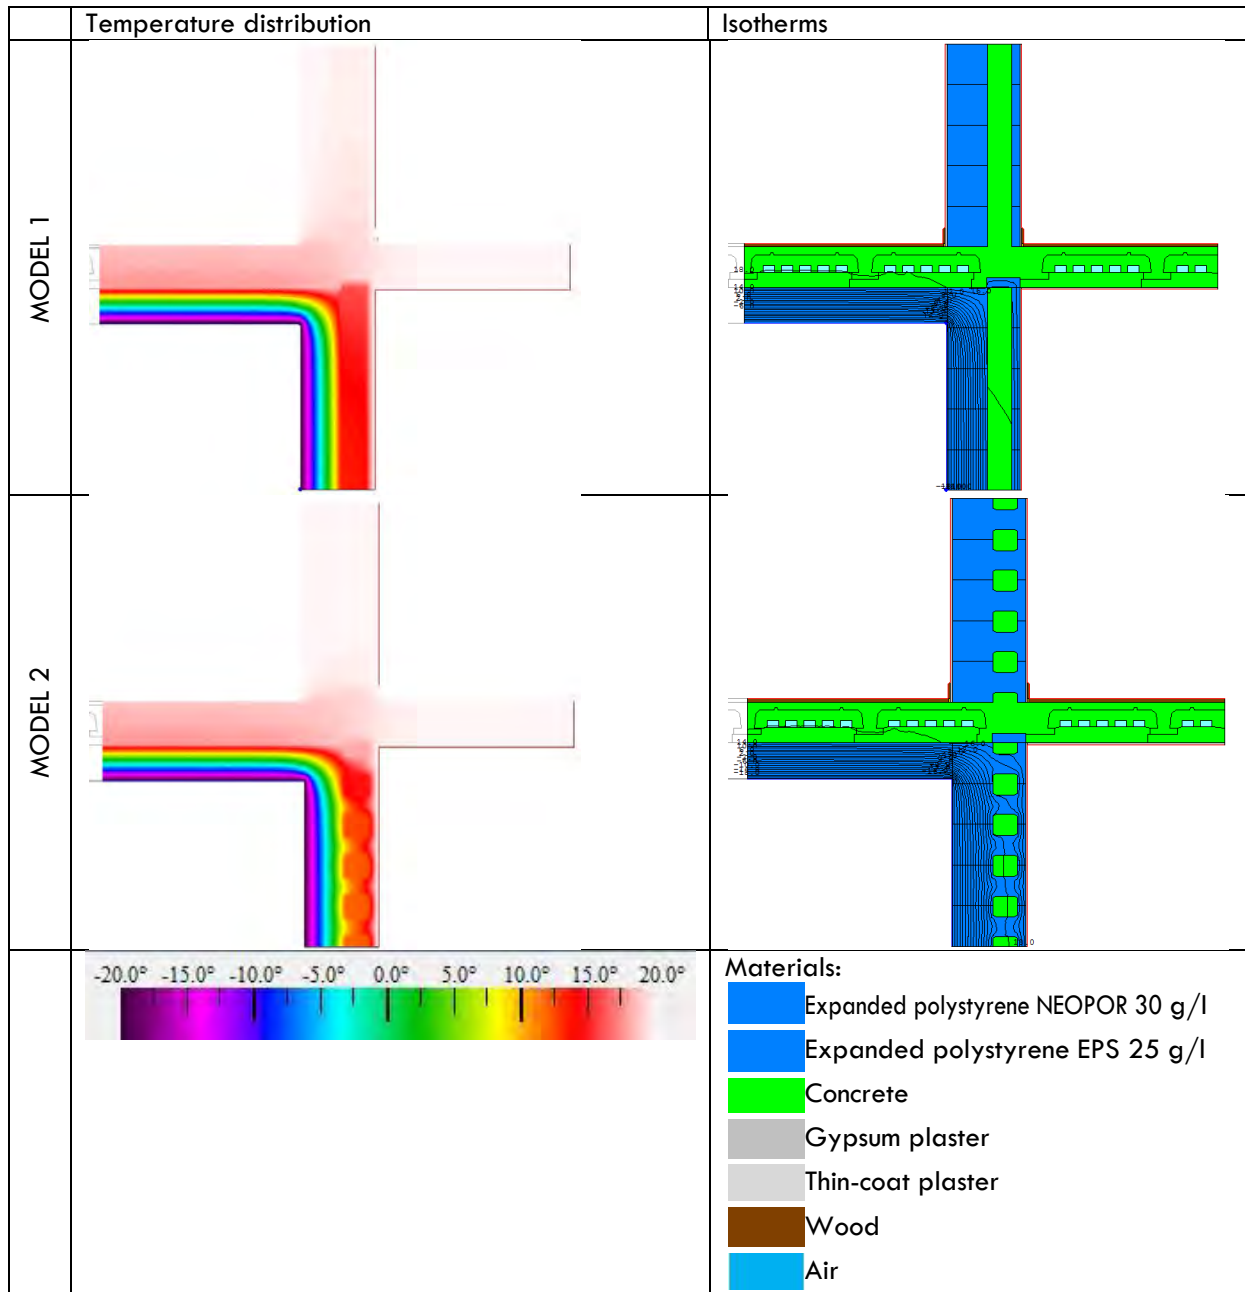 Temperature distribution
Isotherms
MODEL 1
MODEL 2
-20.0° -15.0° -10.0° -5.0° 0.0° 5.0° 10.0° 15.0° 20.0°
Materials:
Expanded polystyrene NEOPOR 30 g/l
Expanded polystyrene EPS 25 g/l
Concrete
Gypsum plaster
Thin-coat plaster
Wood
Air